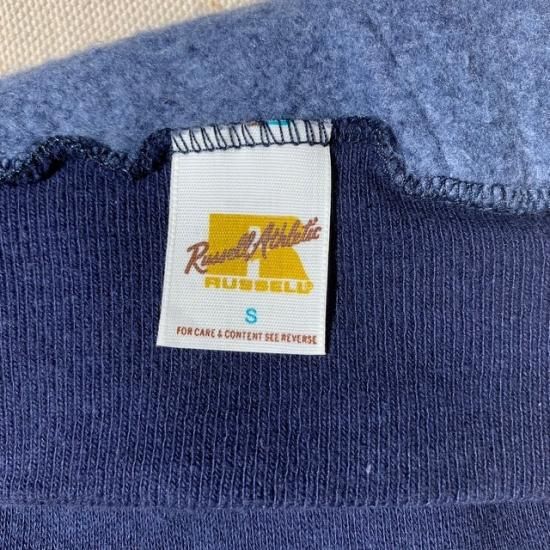 Russell Athletic
RUSSELL
S
FOR CARE & CONTENT SEE REVERSE